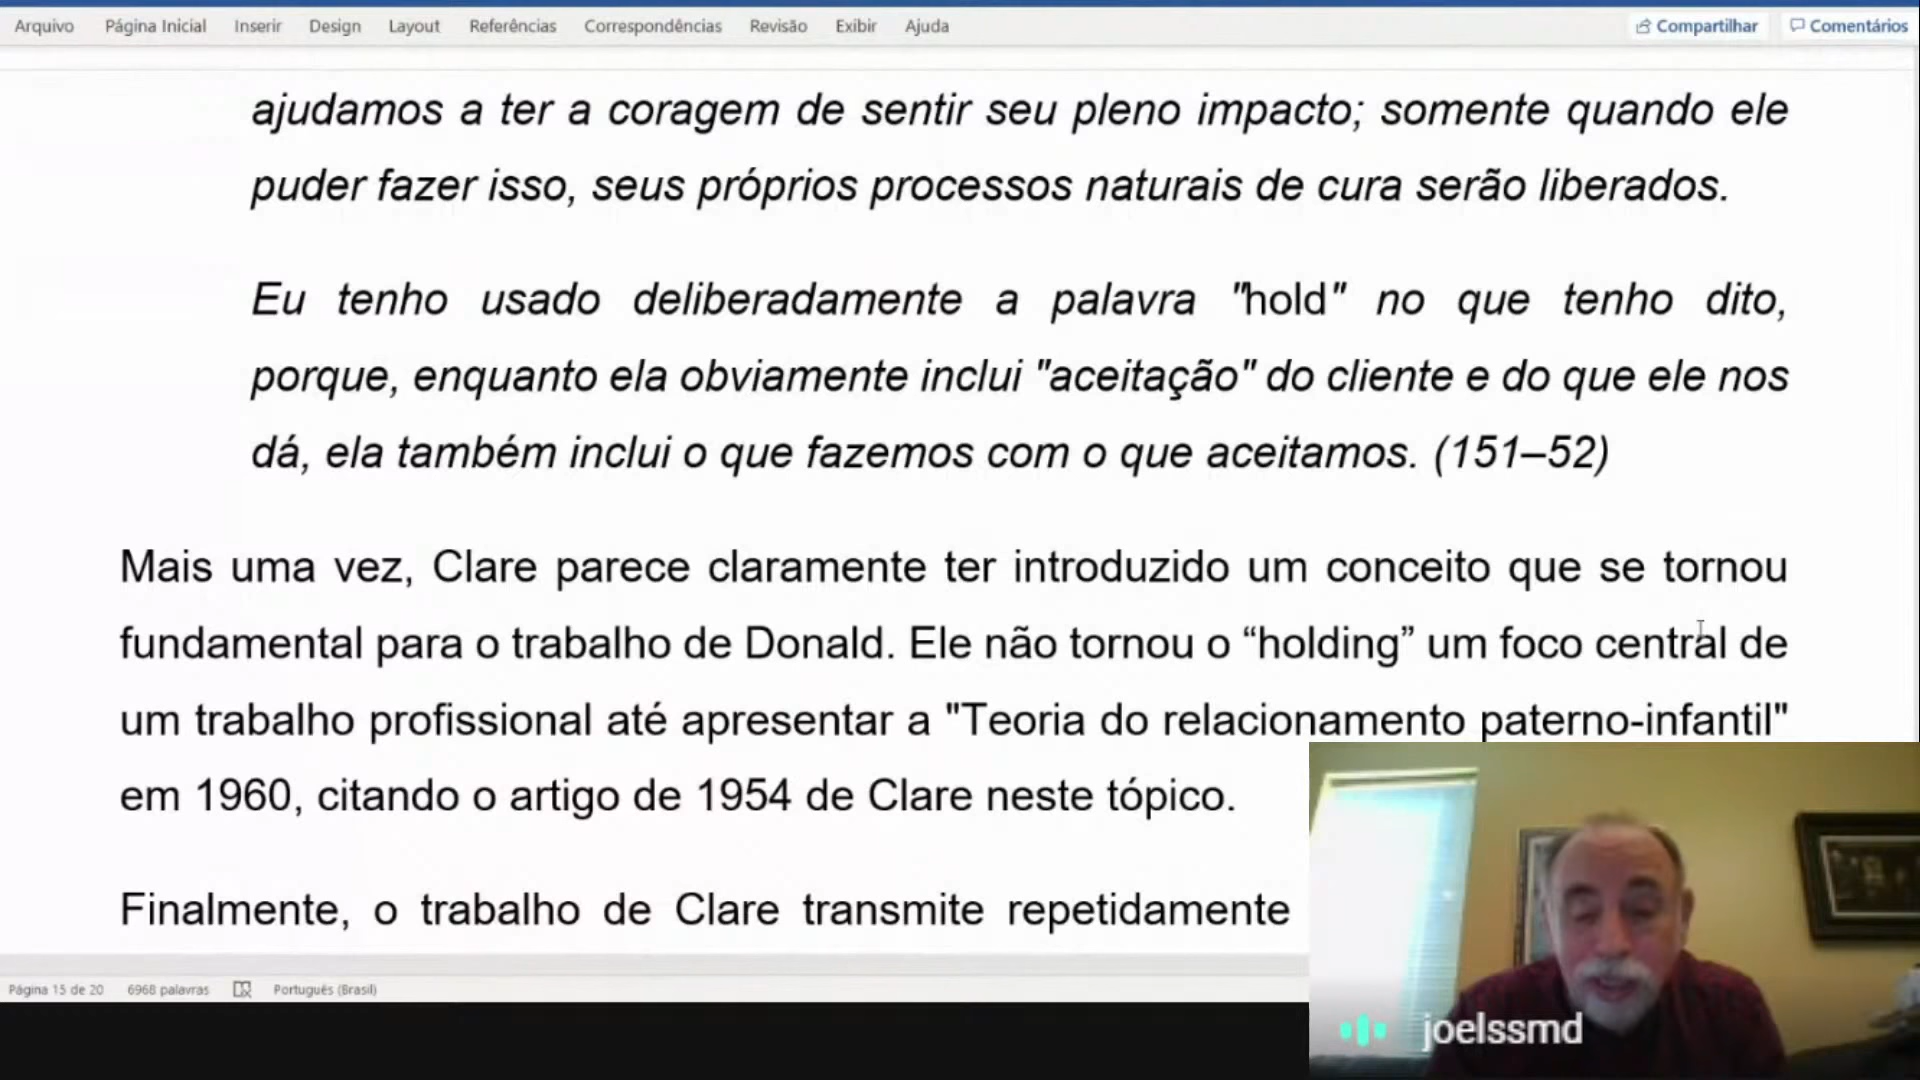 Arquivo Página Inicial Inserir Design Layout Referências Correspondências Revisão Exibir Ajuda Compartilhar Comentários
ajudamos a ter a coragem de sentir seu pleno impacto; somente quando ele
puder fazer isso, seus próprios processos naturais de cura serão liberados.
Eu tenho usado deliberadamente a palavra "hold" no que tenho dito,
porque, enquanto ela obviamente inclui "aceitação" do cliente e do que ele nos
dá, ela também inclui o que fazemos com o que aceitamos. (151–52)
Mais uma vez, Clare parece claramente ter introduzido um conceito que se tornou
fundamental para o trabalho de Donald. Ele não tornou o “holding” um foco central de
um trabalho profissional até apresentar a "Teoria do relacionamento paterno-infantil"
em 1960, citando o artigo de 1954 de Clare neste tópico.
Finalmente, o trabalho de Clare transmite repetidamente
Página 15 de 20 6968 palavras Português (Brasil)
joelssmd